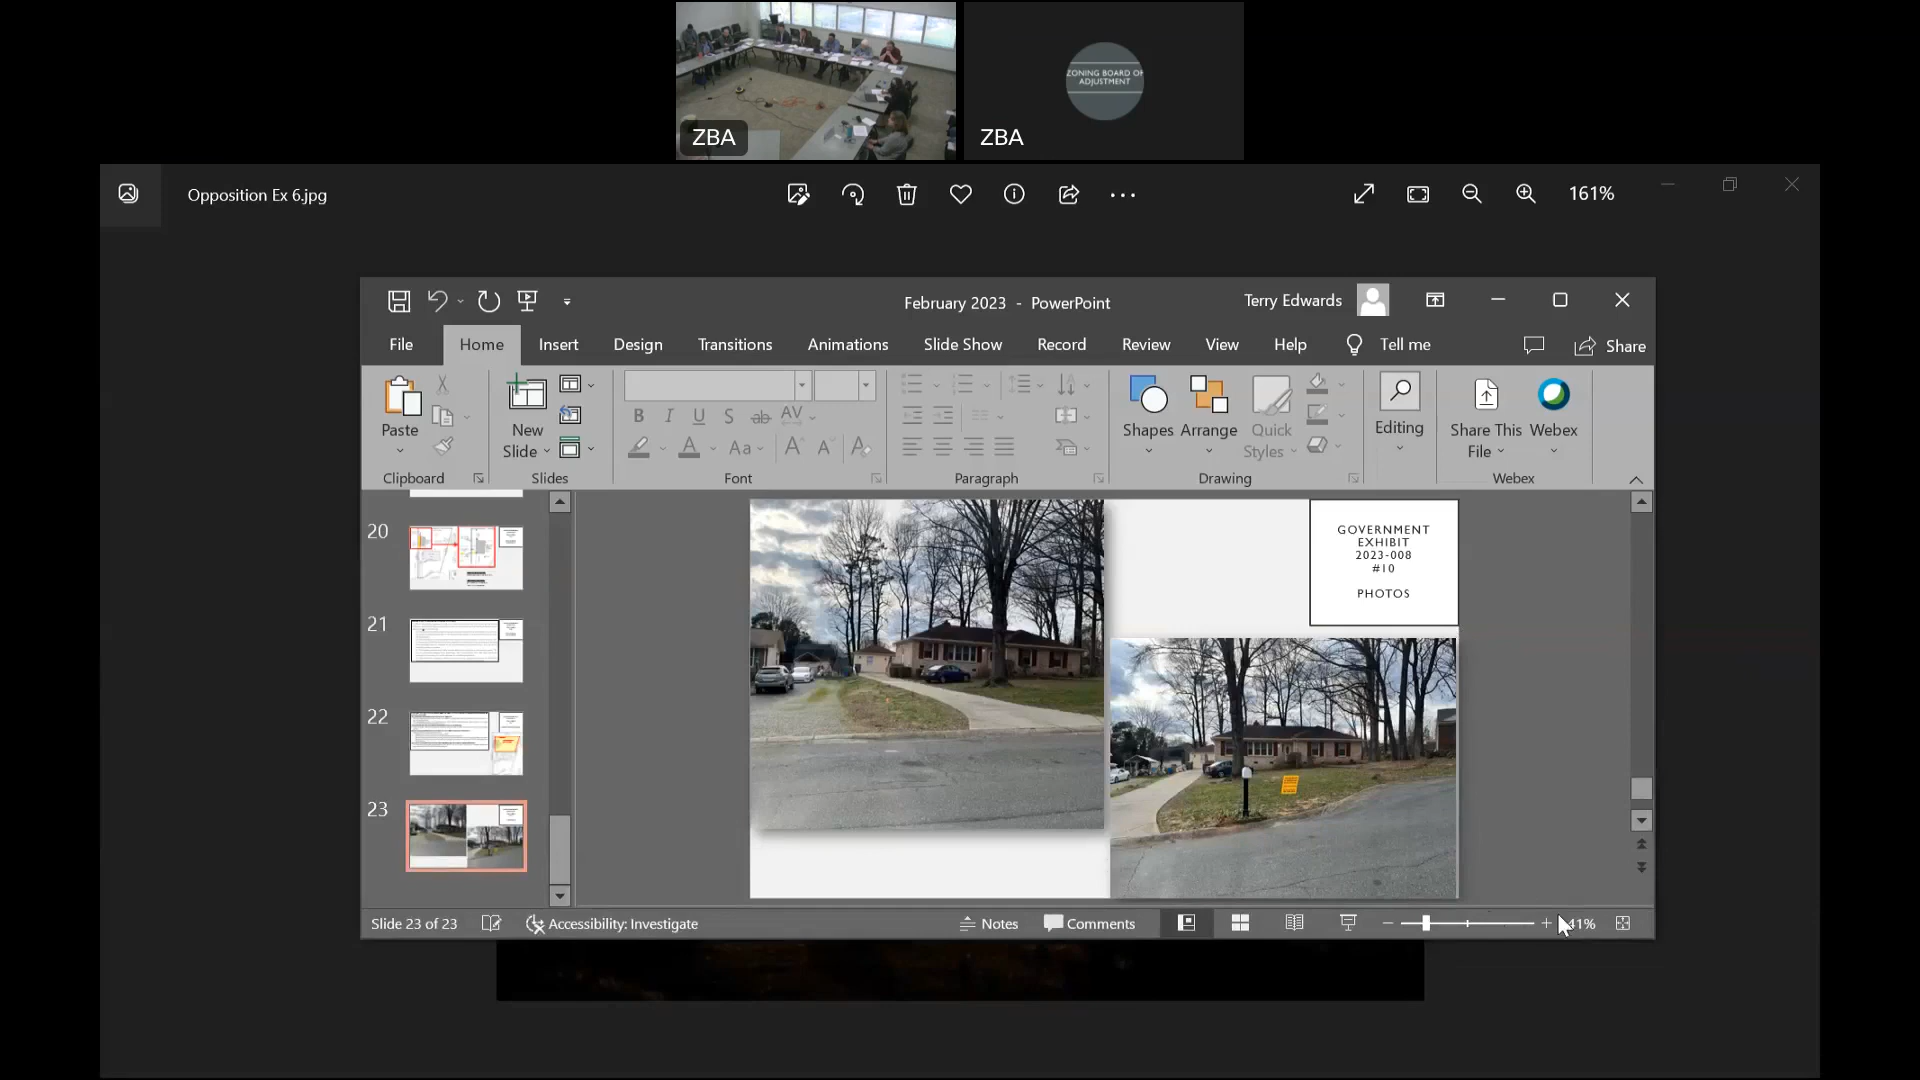 ZBA
ZONING BOARD OF
ADJUSTMENT
ZBA
Opposition Ex 6.jpg
161%
February 2023 - PowerPoint
Terry Edwards
File
Home
Insert
Design
Transitions
Animations
Slide Show
Record
Review
View
Help
Tell me
Share
Paste
New
Slide
Shapes
Arrange
Quick
Styles
Editing
Share This
File
Webex
Clipboard
Slides
Font
Paragraph
Drawing
Webex
20
21
22
23
GOVERNMENT
EXHIBIT
2023-008
#10
PHOTOS
Slide 23 of 23
Accessibility: Investigate
Notes
Comments
41%